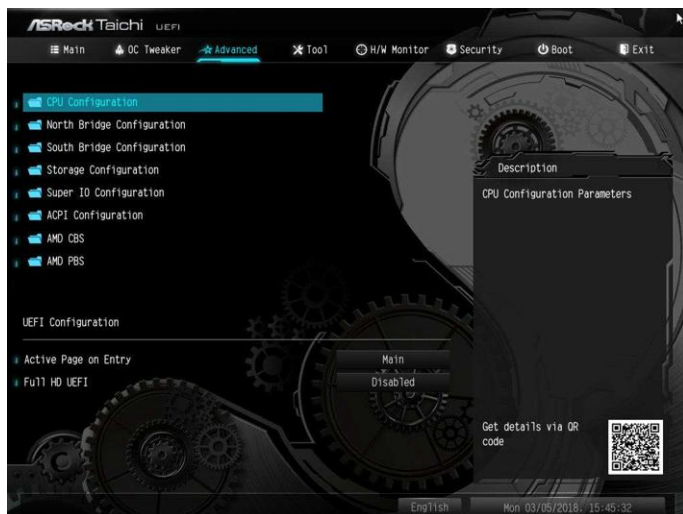 ASRock Taichi UEFI
Main OC Tweaker Advanced Tool H/W Monitor Security Boot Exit
CPU Configuration
North Bridge Configuration
South Bridge Configuration
Storage Configuration
Super IO Configuration
ACPI Configuration
AMD CBS
AMD PBS
UEFI Configuration
Active Page on Entry Main
Full HD UEFI Disabled
Description
CPU Configuration Parameters
Get details via QR
code
English Mon 03/05/2018. 15:45:32